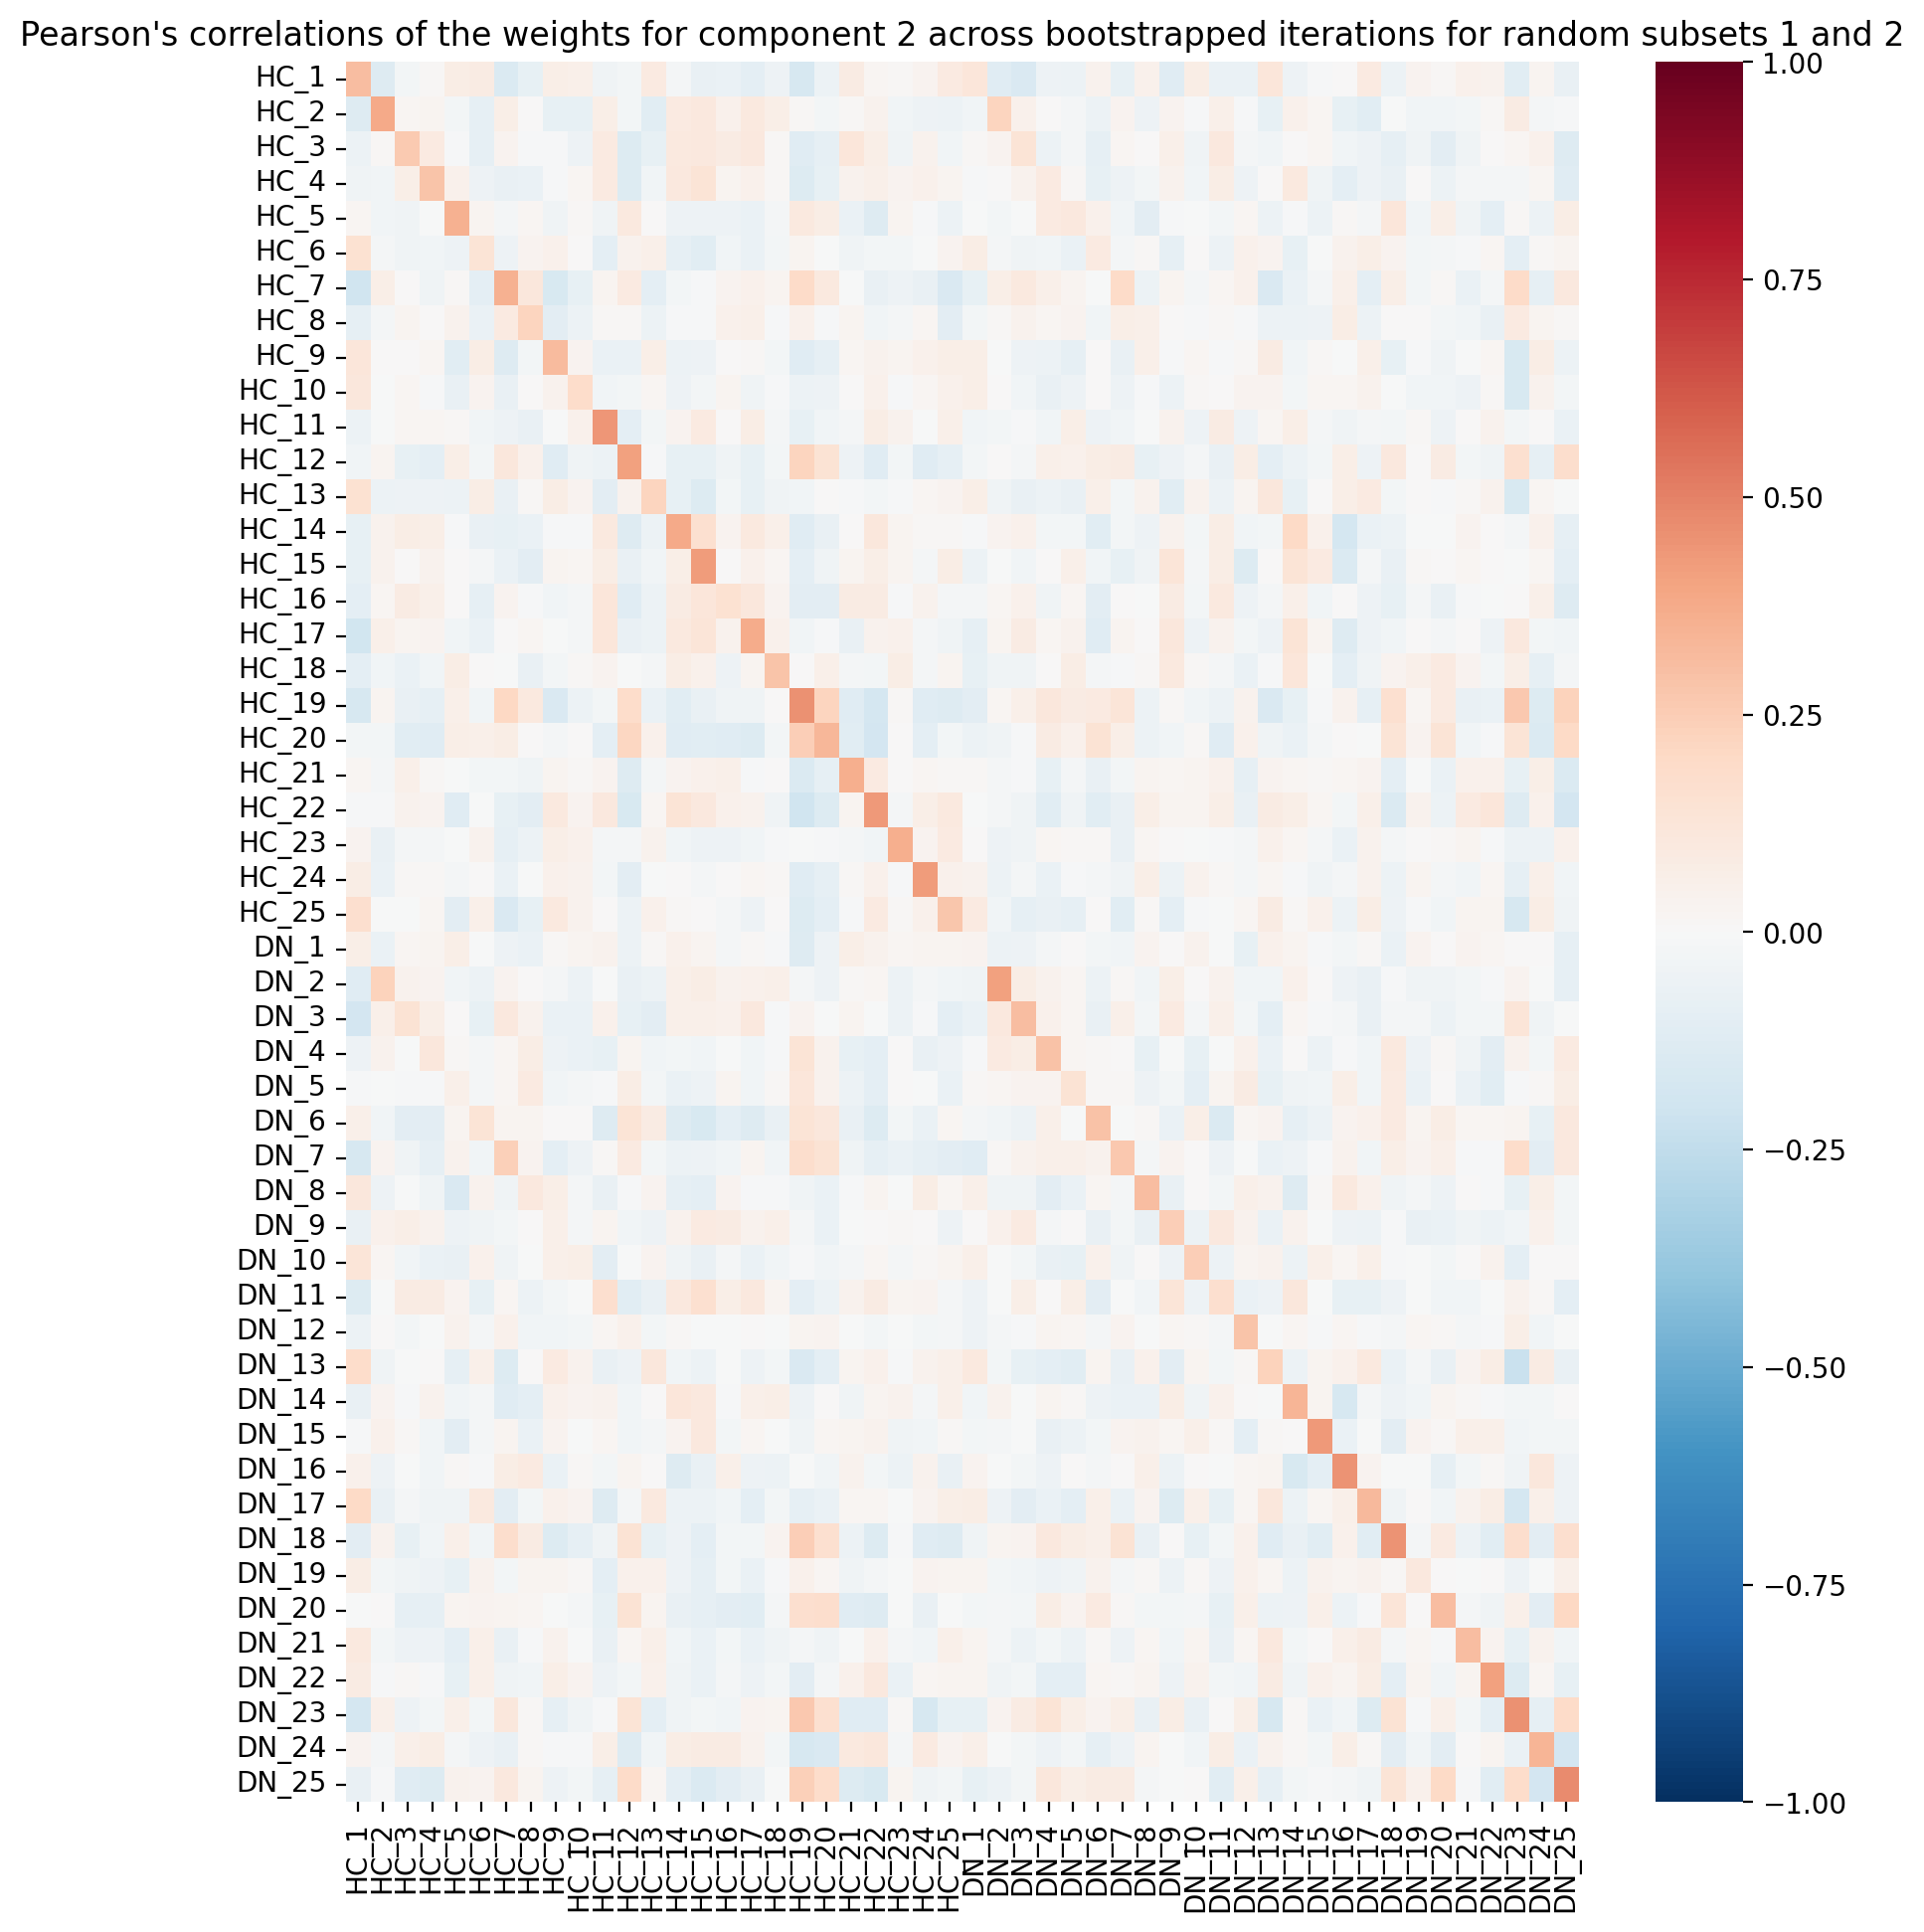 Pearson's correlations of the weights for component 2 across bootstrapped iterations for random subsets 1 and 2
HC_1
HC_2
HC_3
HC_4
HC_5
HC_6
HC_7
HC_8
HC_9
HC_10
HC_11
HC_12
HC_13
HC_14
HC_15
HC_16
HC_17
HC_18
HC_19
HC_20
HC_21
HC_22
HC_23
HC_24
HC_25
DN_1
DN_2
DN_3
DN_4
DN_5
DN_6
DN_7
DN_8
DN_9
DN_10
DN_11
DN_12
DN_13
DN_14
DN_15
DN_16
DN_17
DN_18
DN_19
DN_20
DN_21
DN_22
DN_23
DN_24
DN_25
HC_1
HC_2
HC_3
HC_4
HC_5
HC_6
HC_7
HC_8
HC_9
HC_10
HC_11
HC_12
HC_13
HC_14
HC_15
HC_16
HC_17
HC_18
HC_19
HC_20
HC_21
HC_22
HC_23
HC_24
HC_25
DN_1
DN_2
DN_3
DN_4
DN_5
DN_6
DN_7
DN_8
DN_9
DN_10
DN_11
DN_12
DN_13
DN_14
DN_15
DN_16
DN_17
DN_18
DN_19
DN_20
DN_21
DN_22
DN_23
DN_24
DN_25
1.00
0.75
0.50
0.25
0.00
−0.25
−0.50
−0.75
−1.00